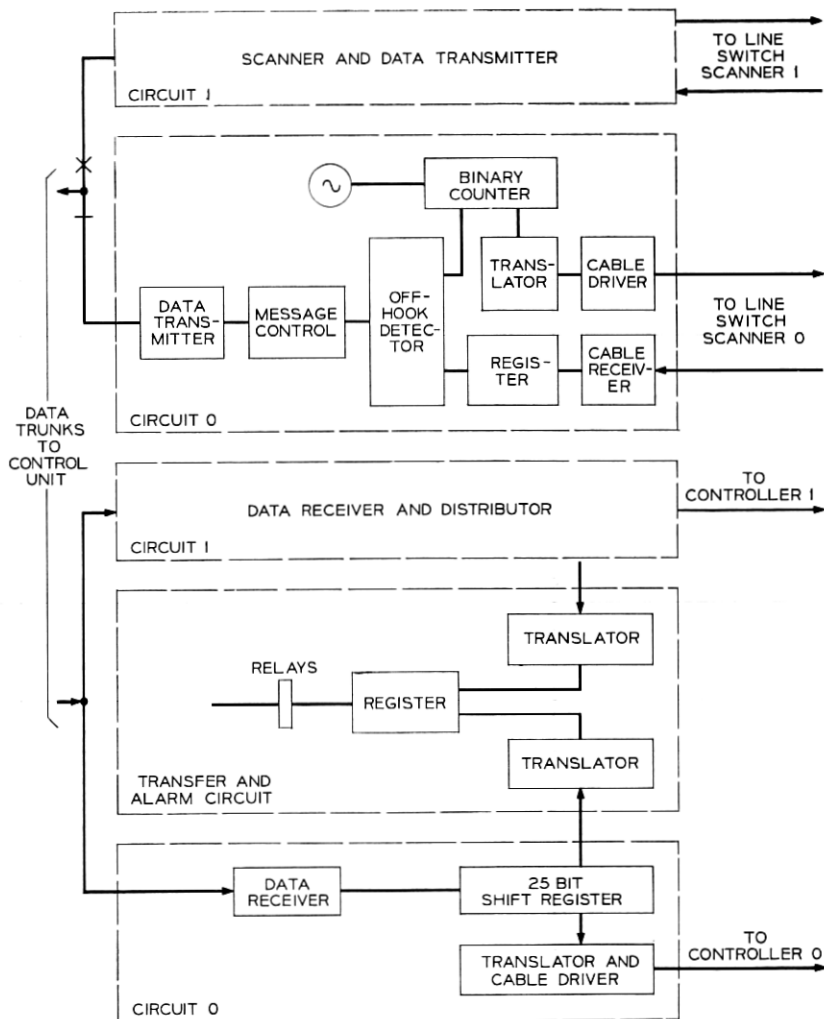 SCANNER AND DATA TRANSMITTER
CIRCUIT 1
TO LINE
SWITCH
SCANNER 1
BINARY
COUNTER
TRANS-
LATOR
CABLE
DRIVER
OFF-
HOOK
DETEC-
TOR
DATA
TRANS-
MITTER
MESSAGE
CONTROL
REGIS-
TER
CABLE
RECEIV-
ER
TO LINE
SWITCH
SCANNER 0
CIRCUIT 0
DATA
TRUNKS
TO
CONTROL
UNIT
DATA RECEIVER AND DISTRIBUTOR
CIRCUIT 1
TO
CONTROLLER 1
TRANSLATOR
RELAYS
REGISTER
TRANSLATOR
TRANSFER AND
ALARM CIRCUIT
DATA
RECEIVER
25 BIT
SHIFT REGISTER
TRANSLATOR AND
CABLE DRIVER
TO
CONTROLLER 0
CIRCUIT 0